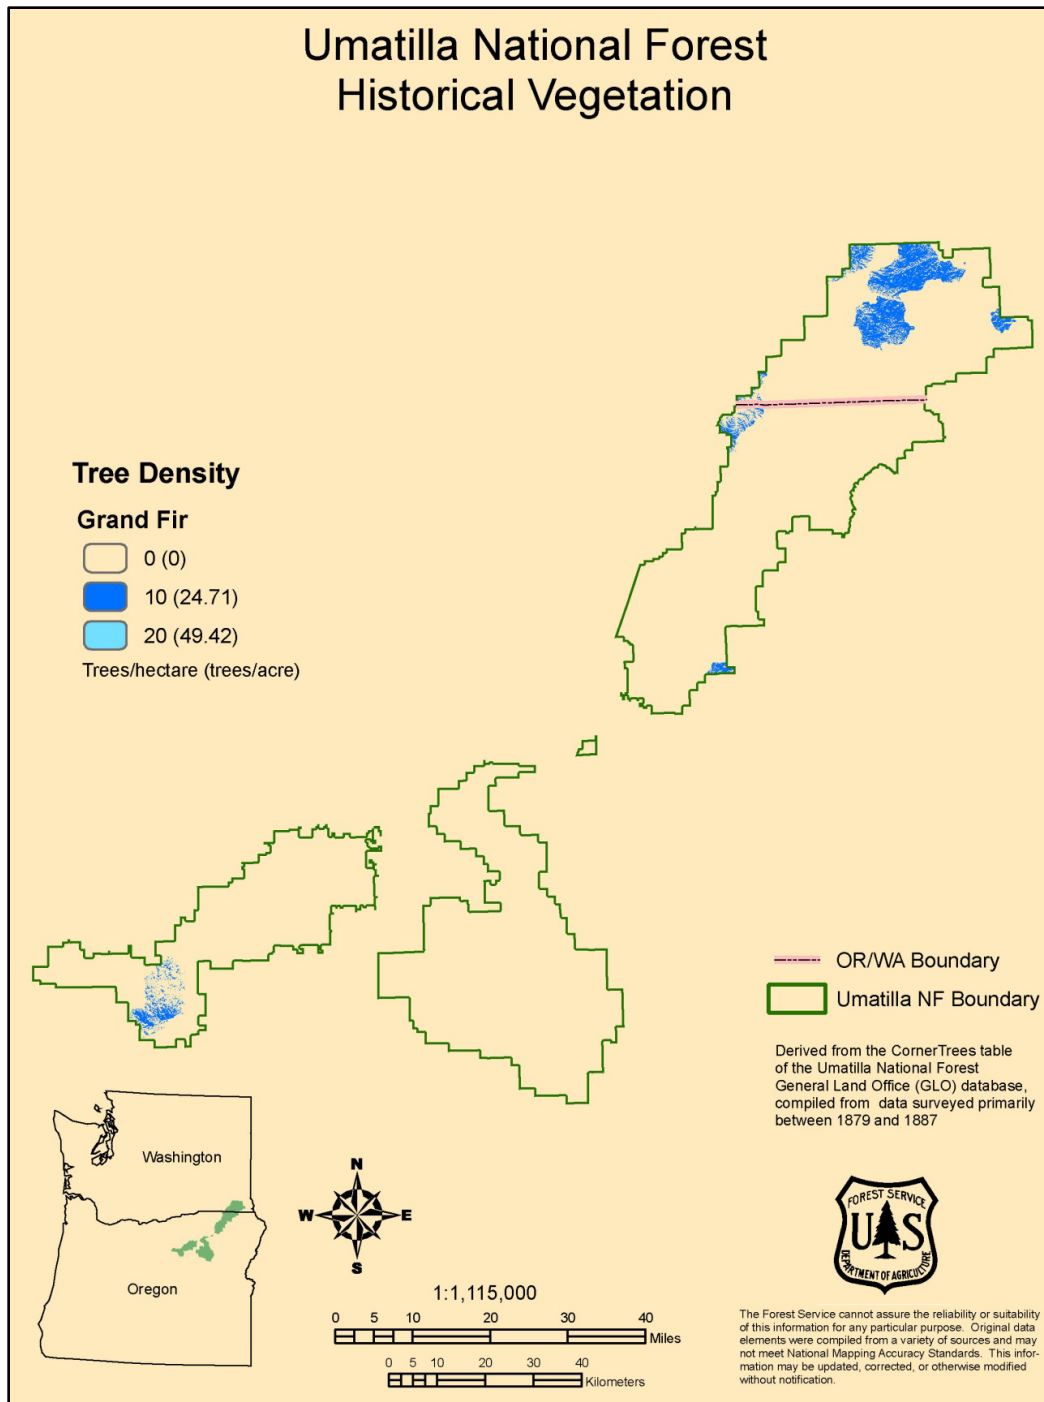 Umatilla National Forest
Historical Vegetation
Tree Density
Grand Fir
0 (0)
10 (24.71)
20 (49.42)
Trees/hectare (trees/acre)
OR/WA Boundary
Umatilla NF Boundary
Derived from the CornerTrees table
of the Umatilla National Forest
General Land Office (GLO) database,
compiled from data surveyed primarily
between 1879 and 1887
Washington
Oregon
N
W E
S
1:1,115,000
0 5 10 20 30 40
Miles
0 5 10 20 30 40
Kilometers
FOREST SERVICE
U S
DEPARTMENT OF AGRICULTURE
The Forest Service cannot assure the reliability or suitability
of this information for any particular purpose. Original data
elements were compiled from a variety of sources and may
not meet National Mapping Accuracy Standards. This infor-
mation may be updated, corrected, or otherwise modified
without notification.